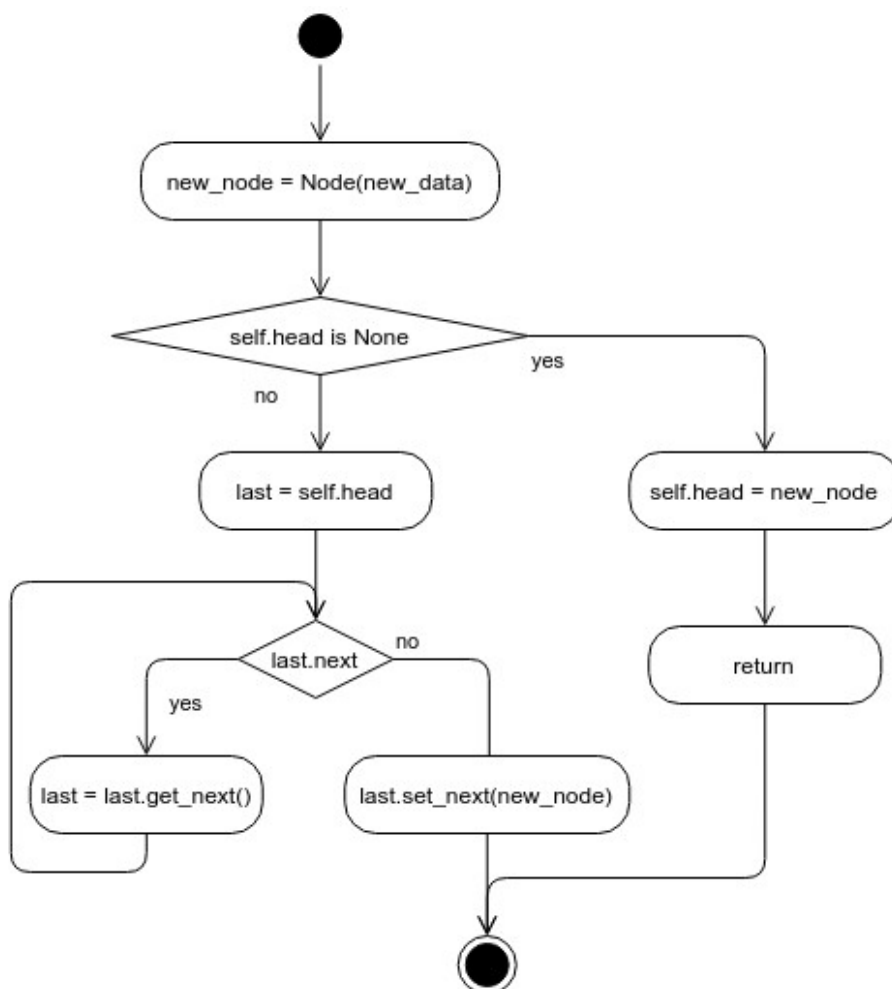 new_node = Node(new_data)
self.head is None
yes
no
last = self.head
self.head = new_node
no
last.next
return
yes
last = last.get_next()
last.set_next(new_node)